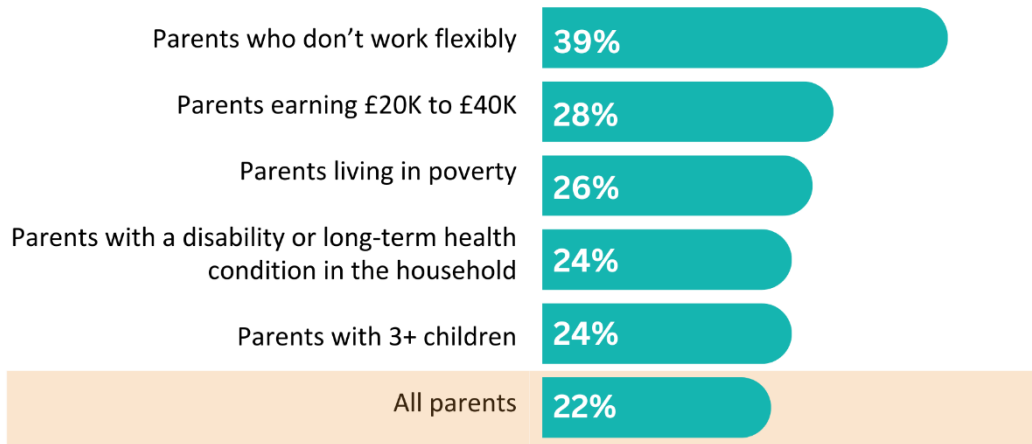 Parents who don’t work flexibly
39%
Parents earning £20K to £40K
28%
Parents living in poverty
26%
Parents with a disability or long-term health
condition in the household
24%
Parents with 3+ children
24%
All parents
22%